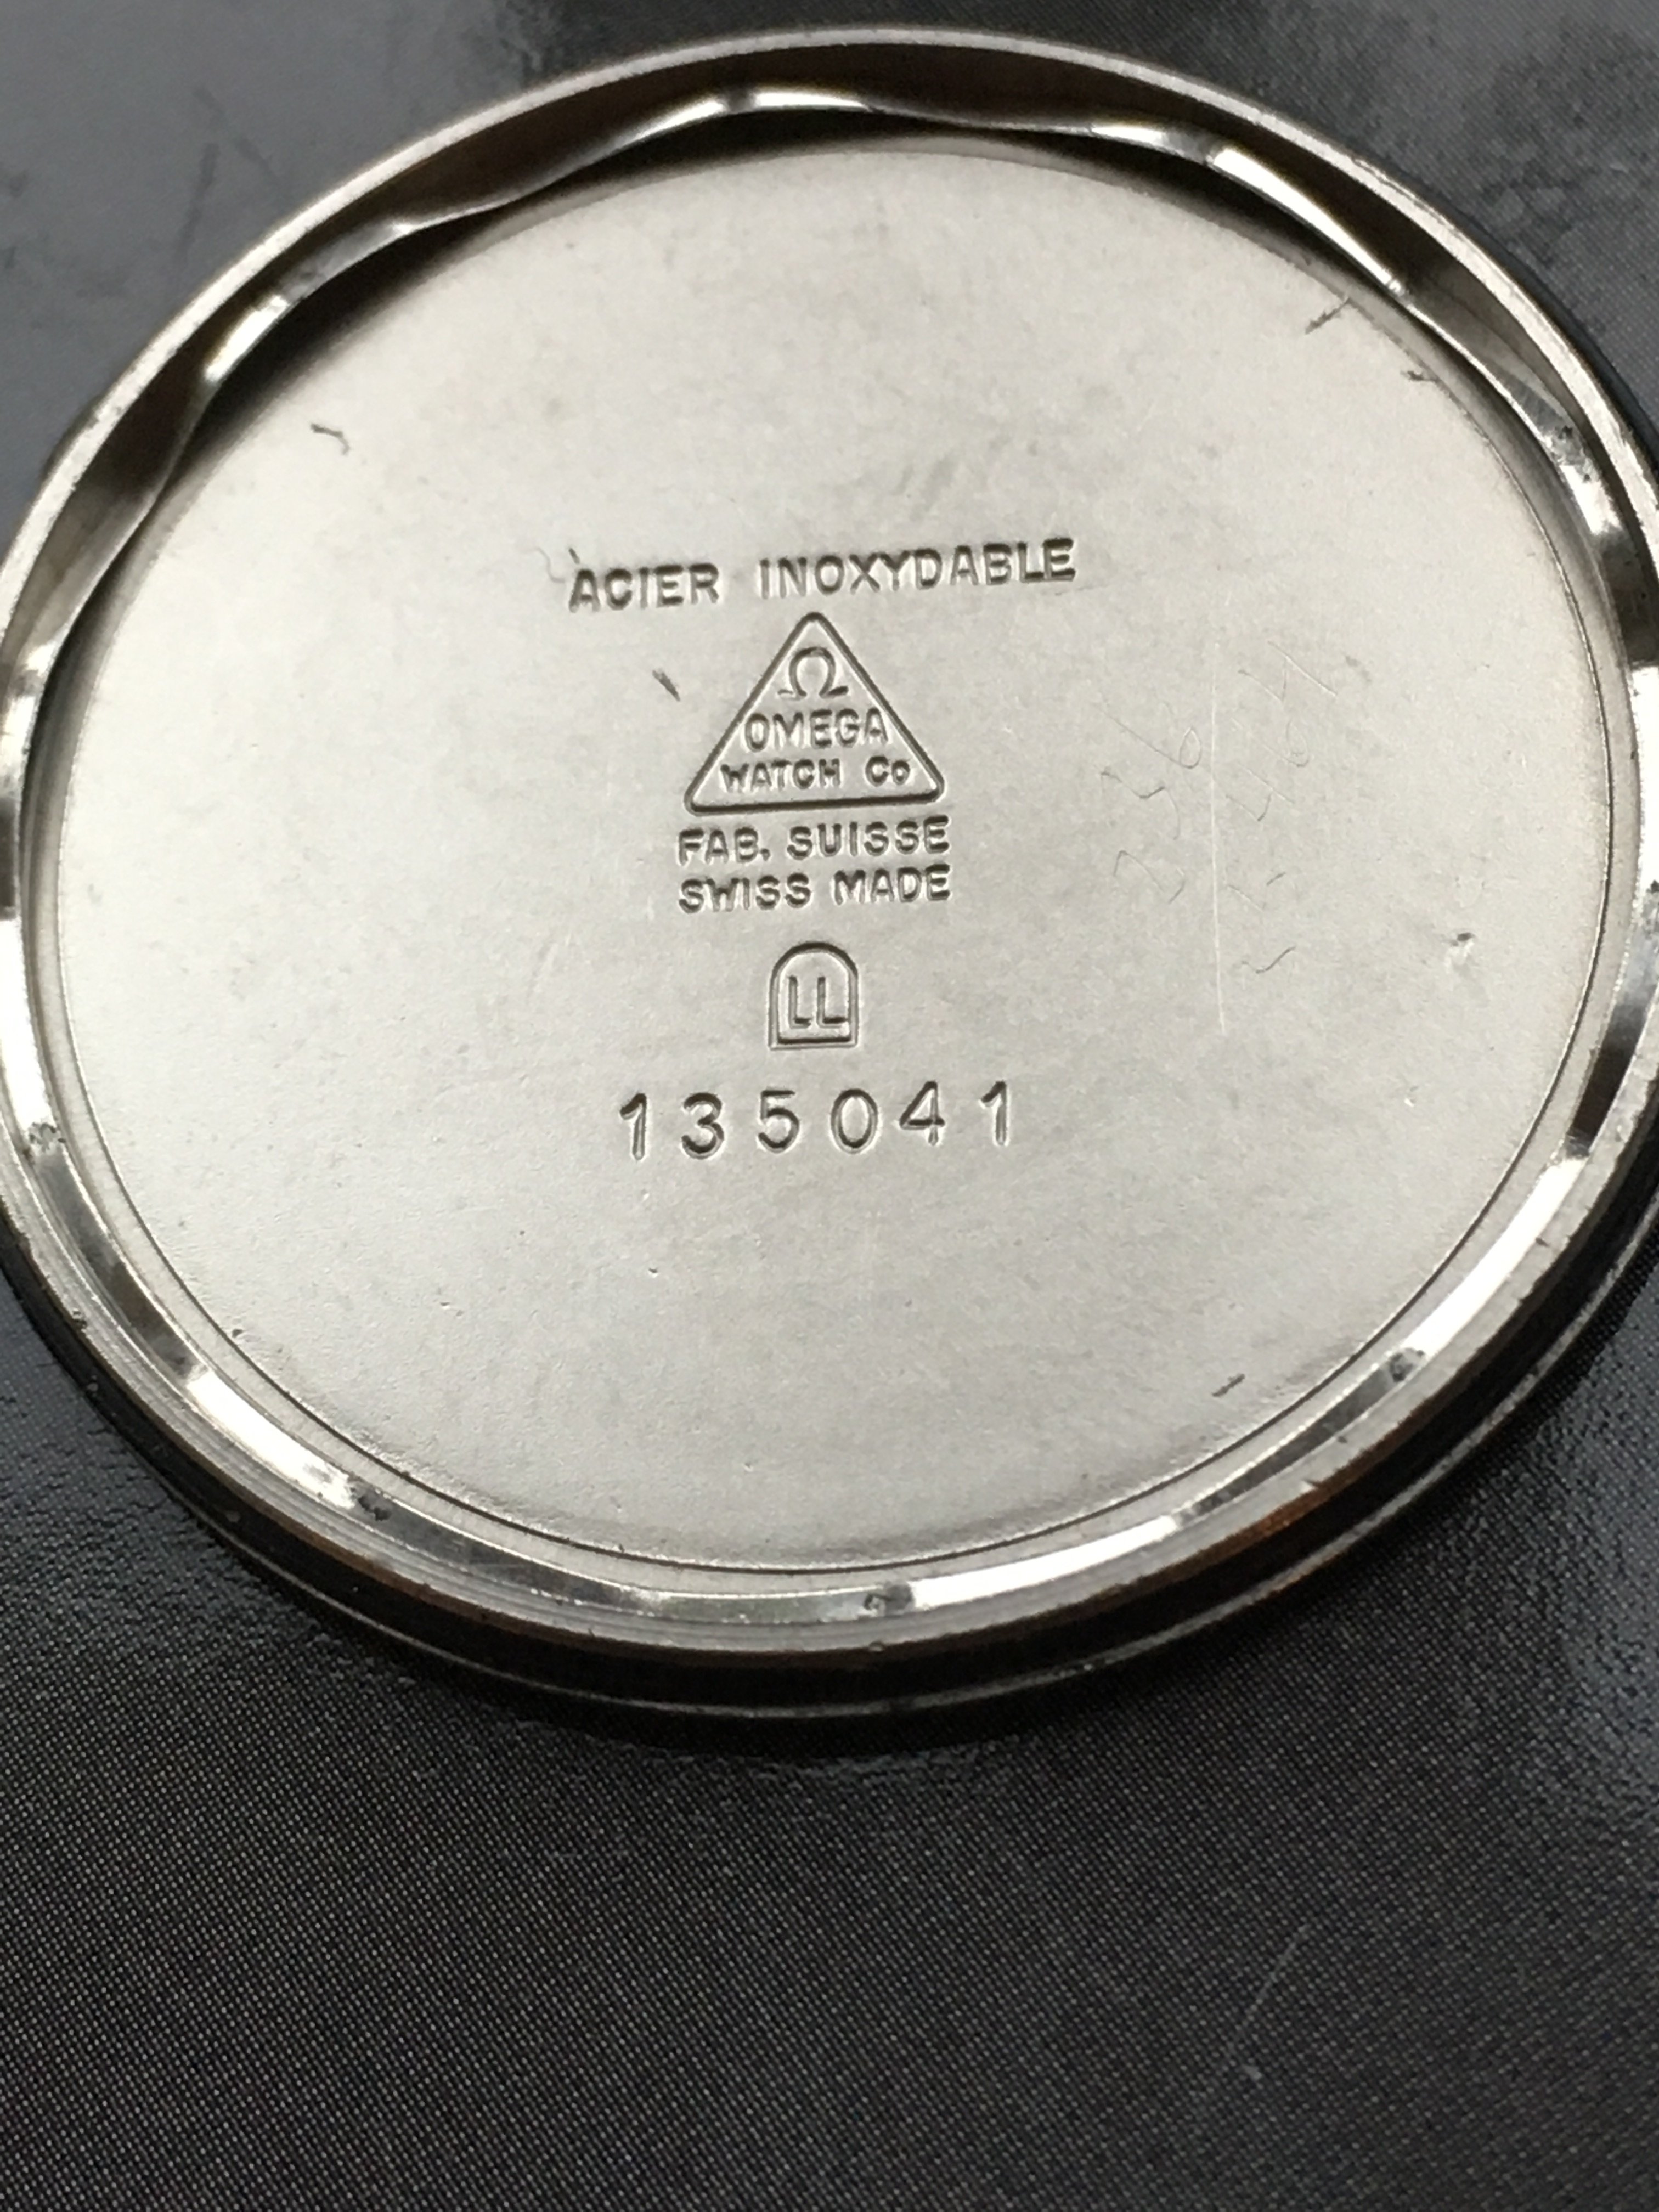 ACIER INOXYDABLE
Ω
OMEGA
WATCH Co
FAB. SUISSE
SWISS MADE
LL
135041